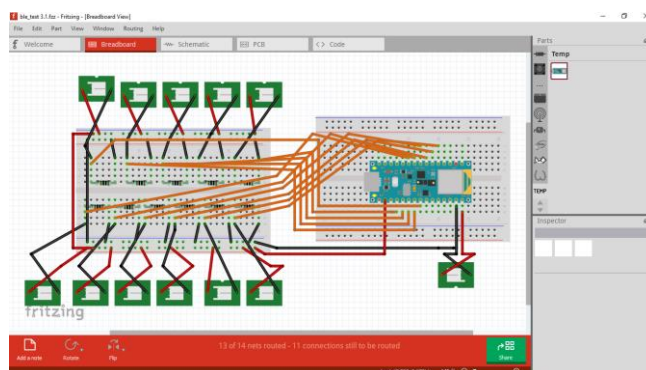 ble_test 3.1.fzz - Fritzing - [Breadboard View]
File Edit Part View Window Routing Help
Welcome
Breadboard
Schematic
PCB
Code
Parts
Temp
TEMP
Inspector
fritzing
13 of 14 nets routed - 11 connections still to be routed
Add a note
Rotate
Flip
Share